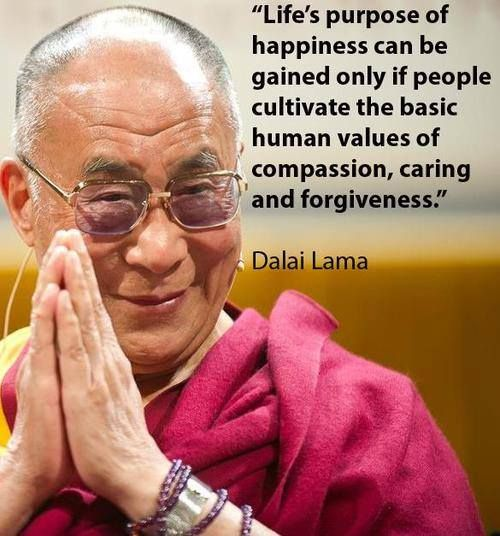 “Life’s purpose of
happiness can be
gained only if people
cultivate the basic
human values of
compassion, caring
and forgiveness.”
Dalai Lama